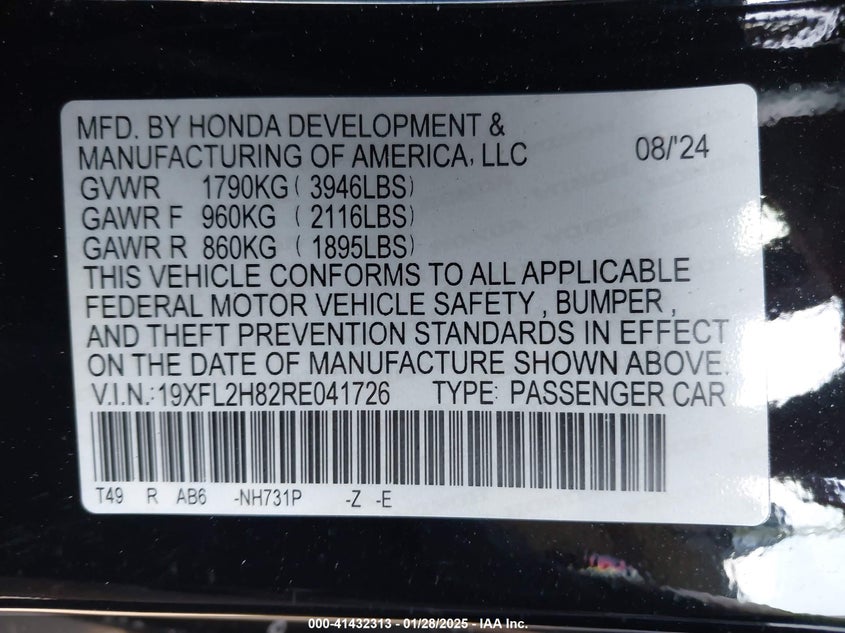 MFD. BY HONDA DEVELOPMENT &
MANUFACTURING OF AMERICA, LLC 08/'24
GVWR 1790KG ( 3946LBS)
GAWR F 960KG ( 2116LBS)
GAWR R 860KG ( 1895LBS)
THIS VEHICLE CONFORMS TO ALL APPLICABLE
FEDERAL MOTOR VEHICLE SAFETY , BUMPER ,
AND THEFT PREVENTION STANDARDS IN EFFECT
ON THE DATE OF MANUFACTURE SHOWN ABOVE.
V.I.N.: 19XFL2H82RE041726 TYPE: PASSENGER CAR
T49 R AB6 -NH731P -Z -E
000-41432313 - 01/28/2025 - IAA Inc.